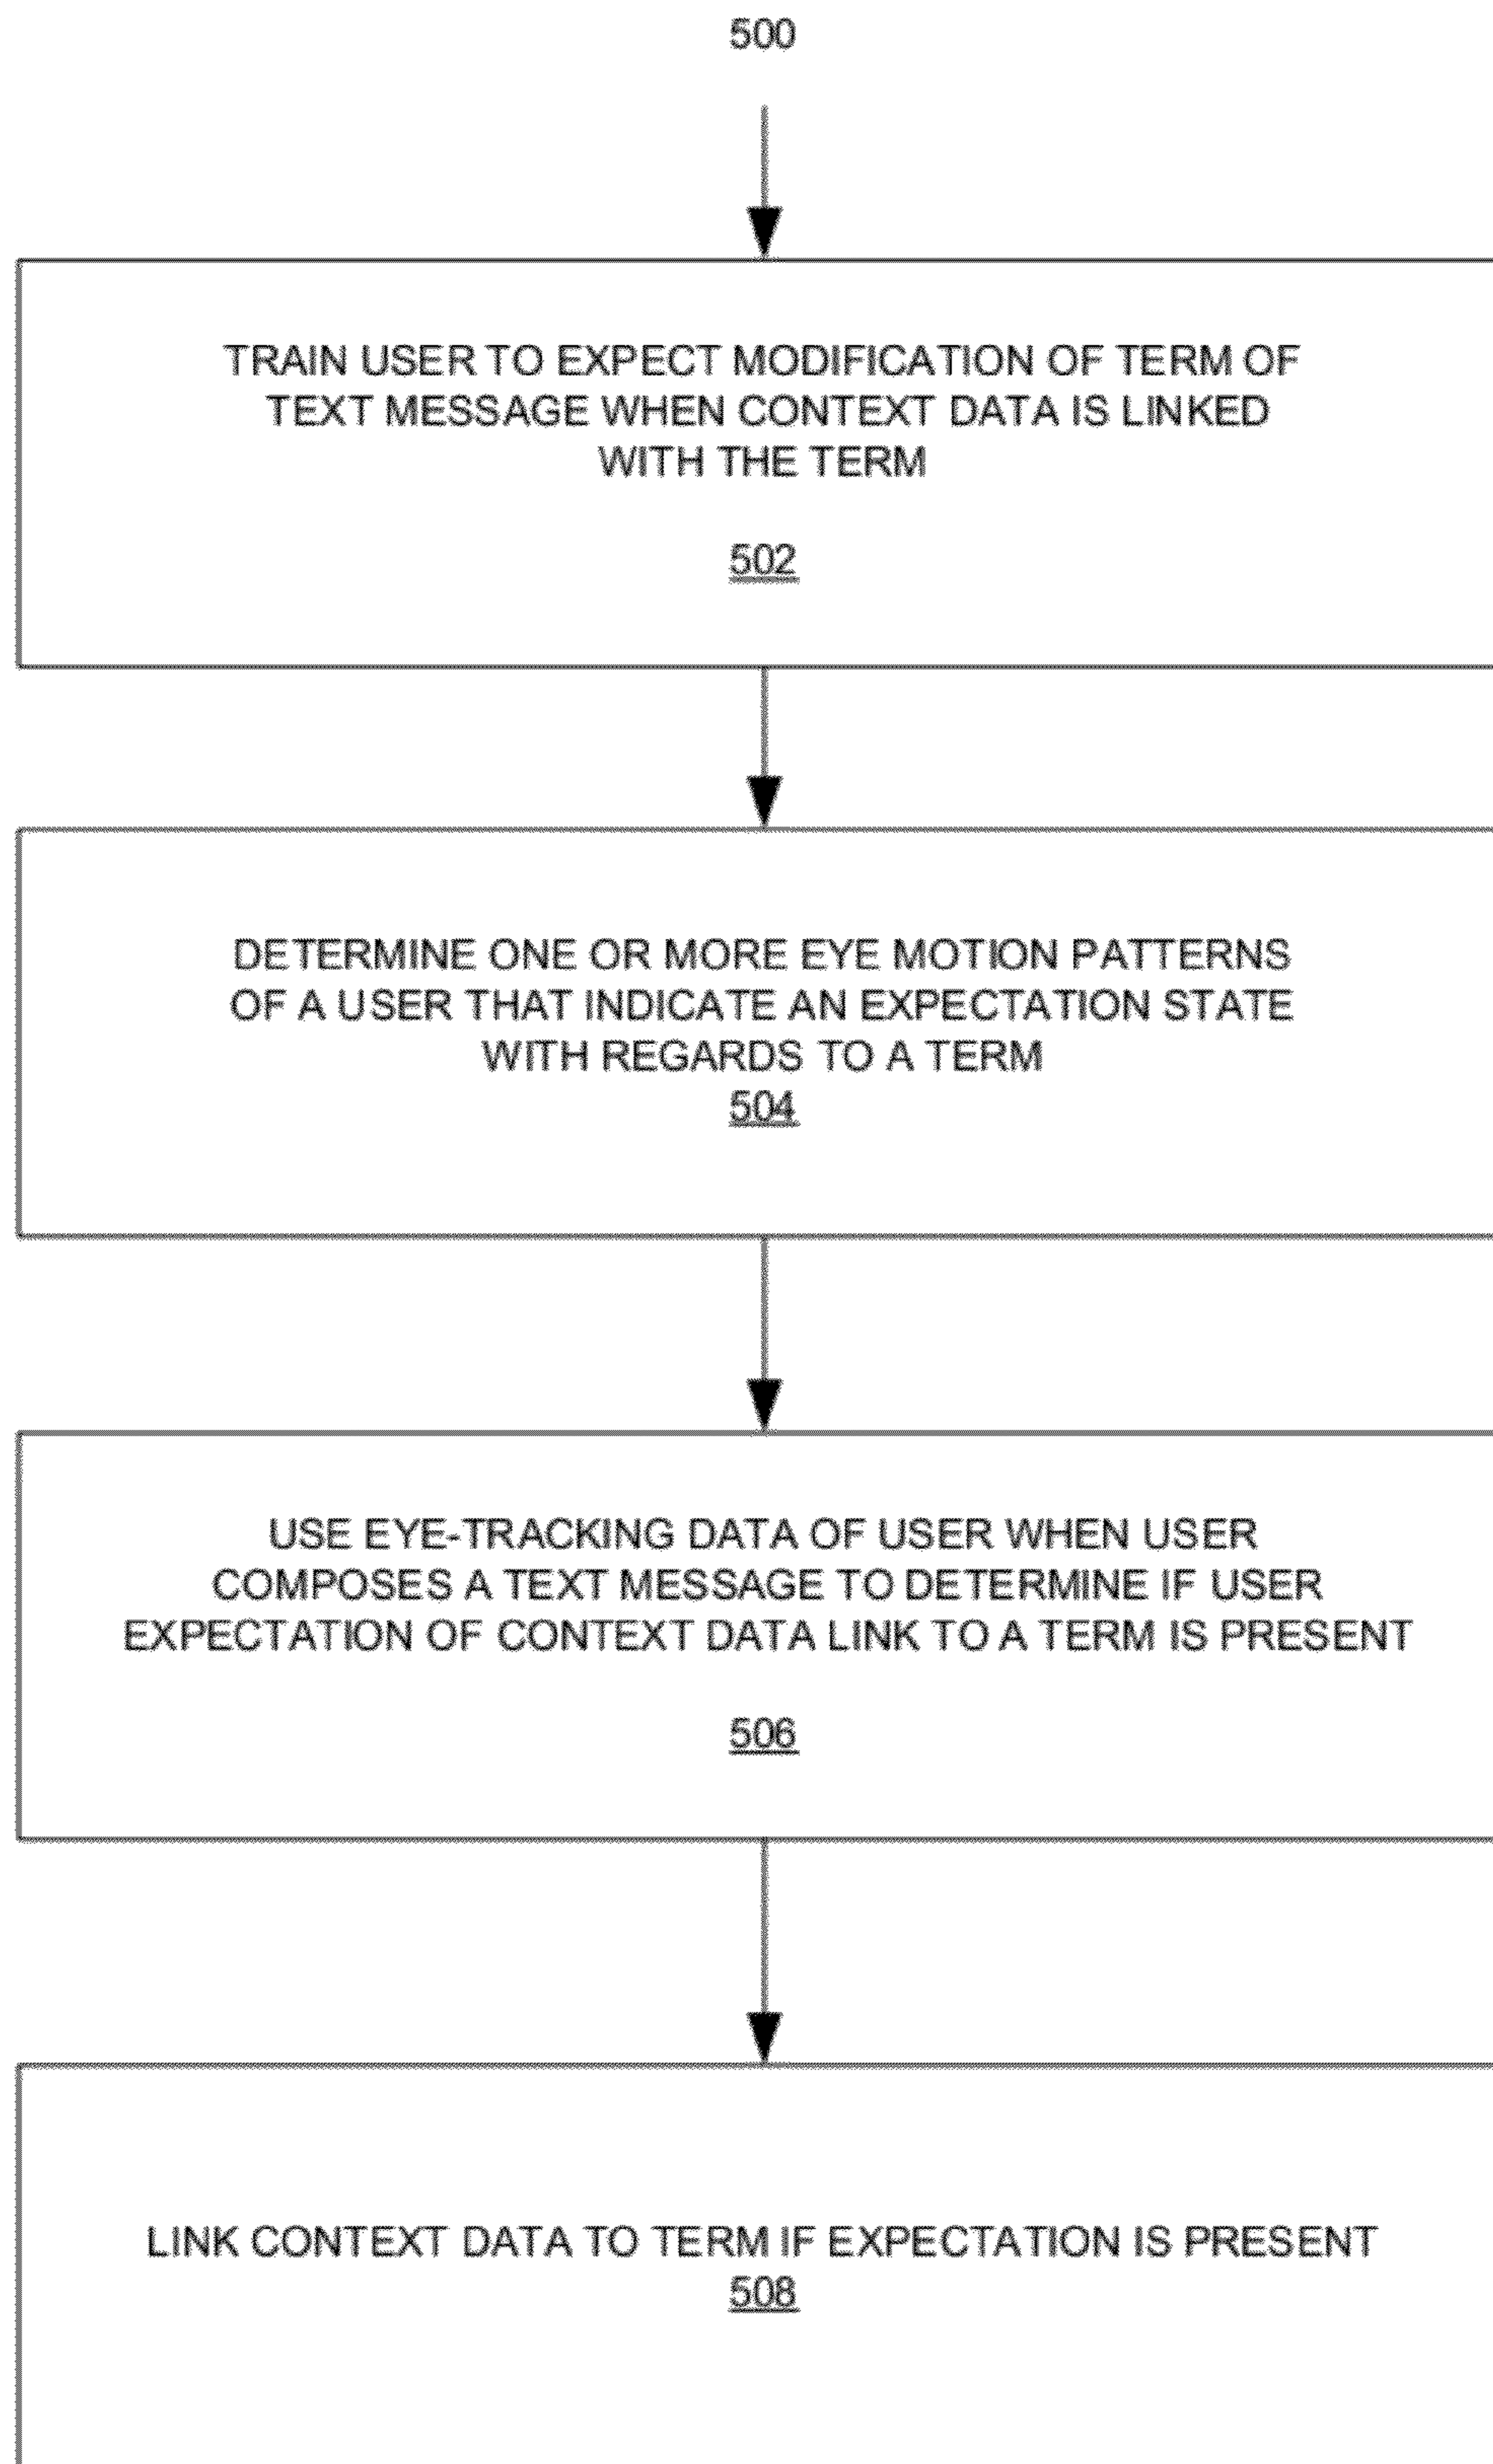 500
TRAIN USER TO EXPECT MODIFICATION OF TERM OF
TEXT MESSAGE WHEN CONTEXT DATA IS LINKED
WITH THE TERM
502
DETERMINE ONE OR MORE EYE MOTION PATTERNS
OF A USER THAT INDICATE AN EXPECTATION STATE
WITH REGARDS TO A TERM
504
USE EYE-TRACKING DATA OF USER WHEN USER
COMPOSES A TEXT MESSAGE TO DETERMINE IF USER
EXPECTATION OF CONTEXT DATA LINK TO A TERM IS PRESENT
506
LINK CONTEXT DATA TO TERM IF EXPECTATION IS PRESENT
508